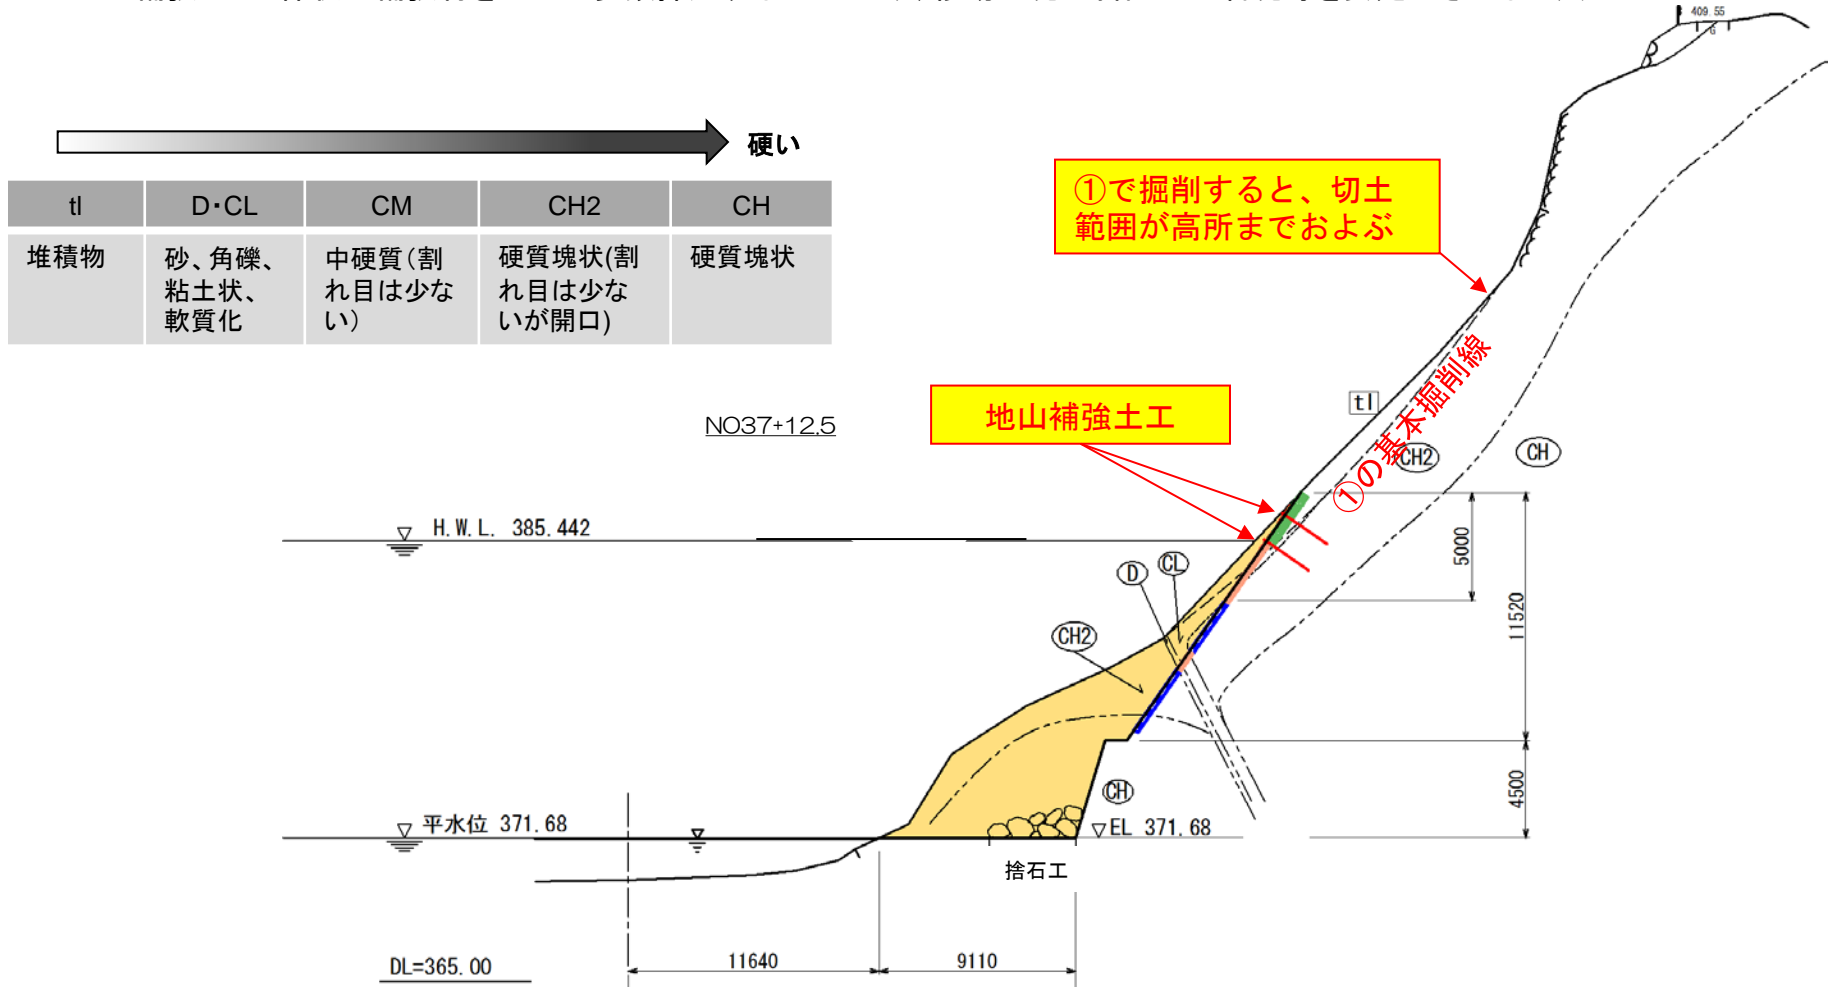 409.55
G
硬い
tl
D・CL
CM
CH2
CH
堆積物
砂、角礫、
粘土状、
軟質化
中硬質(割
れ目は少な
い)
硬質塊状(割
れ目は少な
いが開口)
硬質塊状
①で掘削すると、切土
範囲が高所までおよぶ
①の基本掘削線
地山補強土工
NO37+12.5
tl
CH2
CH
H.W.L. 385.442
D
CL
CH2
5000
11520
4500
CH
平水位 371.68
EL 371.68
捨石工
11640
9110
DL=365.00